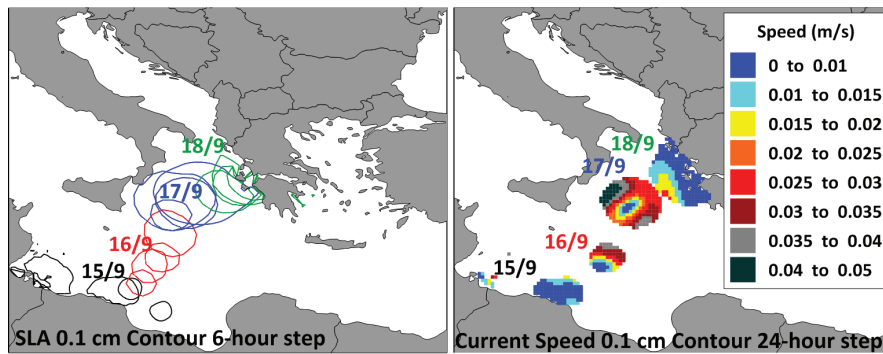 18/9
17/9
16/9
15/9
SLA 0.1 cm Contour 6-hour step
18/9
17/9
16/9
15/9
Current Speed 0.1 cm Contour 24-hour step
Speed (m/s)
0 to 0.01
0.01 to 0.015
0.015 to 0.02
0.02 to 0.025
0.025 to 0.03
0.03 to 0.035
0.035 to 0.04
0.04 to 0.05